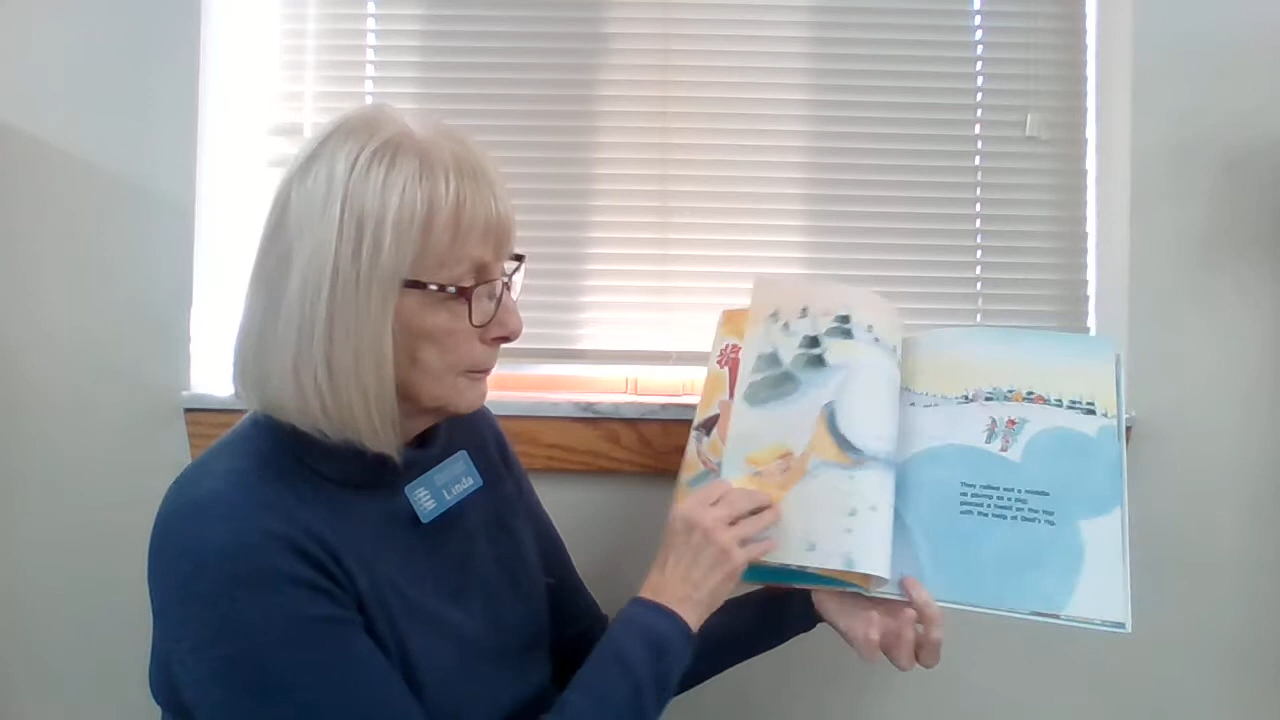 Linda
They rolled out a middle
as plump as a pig;
placed a head on the top
with the help of Dad's rig.